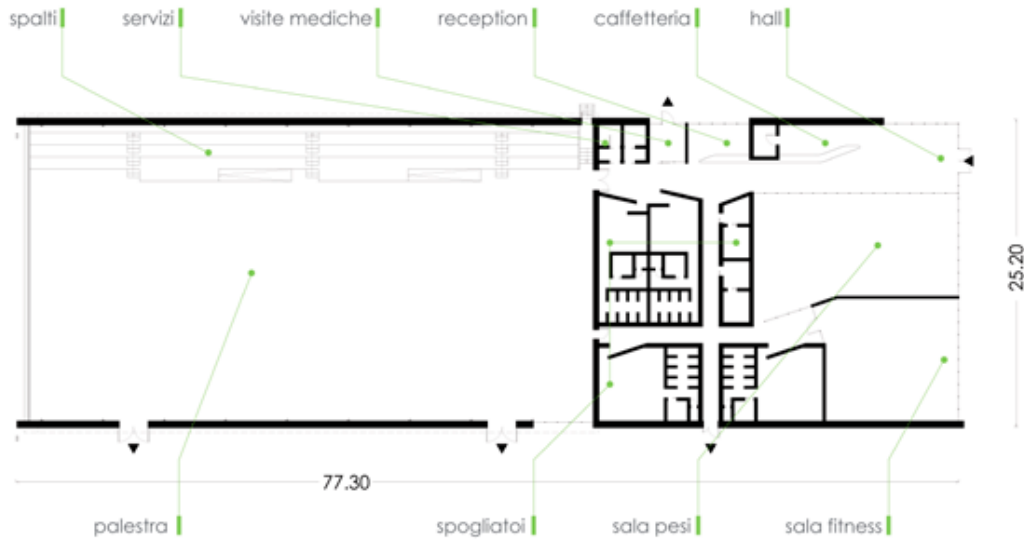 spalti servizi visite mediche reception caffetteria hall
25.20
77.30
palestra spogliatoi sala pesi sala fitness